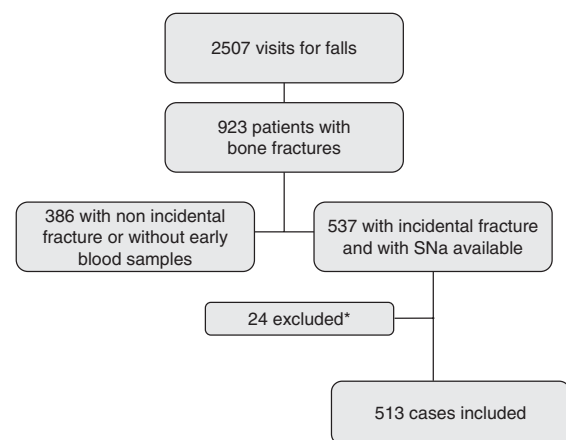 2507 visits for falls
923 patients with
bone fractures
386 with non incidental
fracture or without early
blood samples
537 with incidental fracture
and with SNa available
24 excluded*
513 cases included